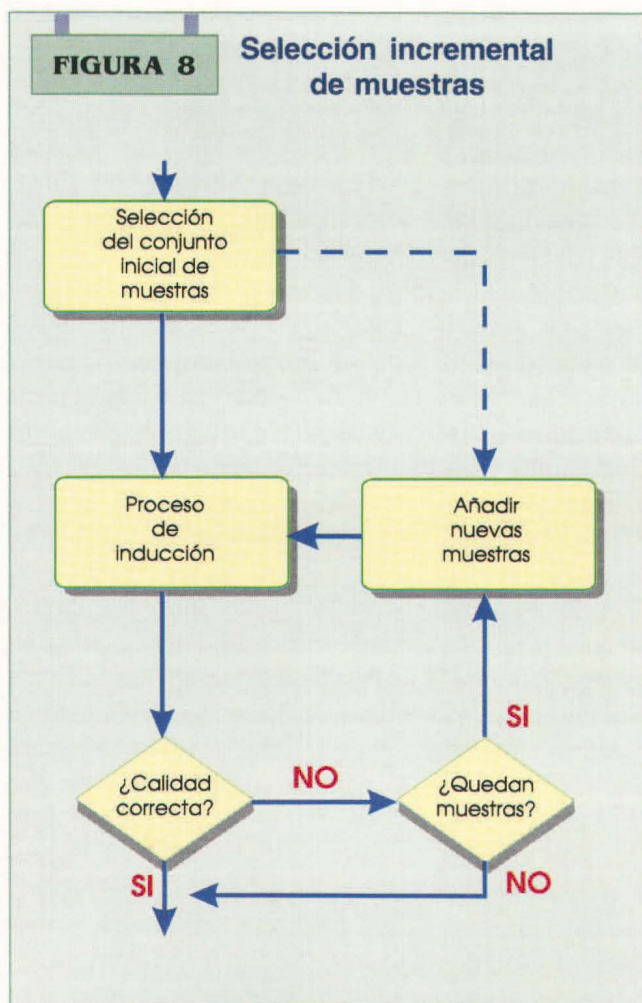 FIGURA 8
Selección incremental
de muestras
Selección
del conjunto
inicial de
muestras
Proceso
de
inducción
Añadir
nuevas
muestras
SI
¿Calidad
correcta?
NO
¿Quedan
muestras?
SI
NO